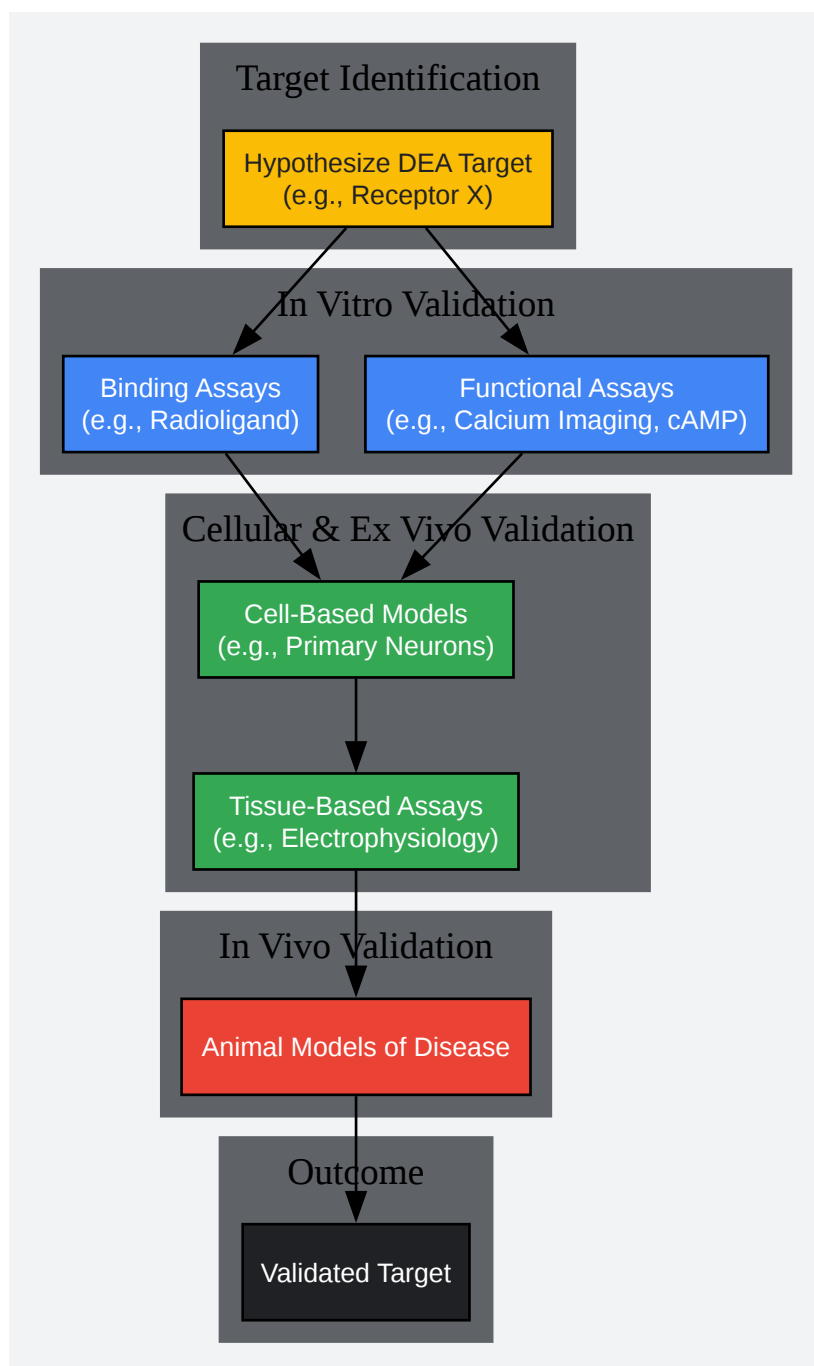 Target Identification
Hypothesize DEA Target
(e.g., Receptor X)
In Vitro Validation
Binding Assays
(e.g., Radioligand)
Functional Assays
(e.g., Calcium Imaging, cAMP)
Cellular & Ex Vivo Validation
Cell-Based Models
(e.g., Primary Neurons)
Tissue-Based Assays
(e.g., Electrophysiology)
In Vivo Validation
Animal Models of Disease
Outcome
Validated Target